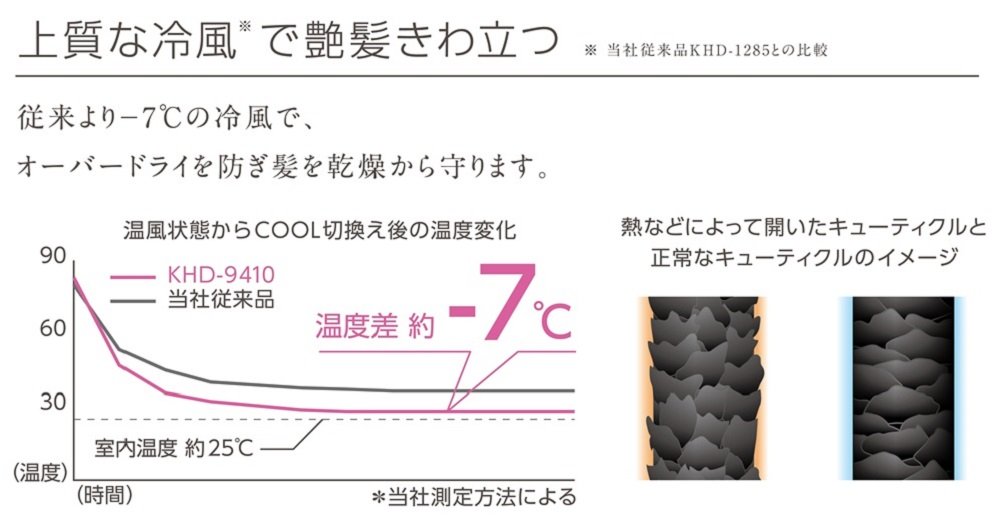 上質な冷風※で艶髪きわ立つ ※ 当社従来品KHD-1285との比較
従来より−7℃の冷風で、
オーバードライを防ぎ髪を乾燥から守ります。
温風状態からCOOL切換え後の温度変化
90
60
30
(温度)
KHD-9410
当社従来品
温度差 約 -7℃
室内温度 約25℃
(時間)
*当社測定方法による
熱などによって開いたキューティクルと
正常なキューティクルのイメージ